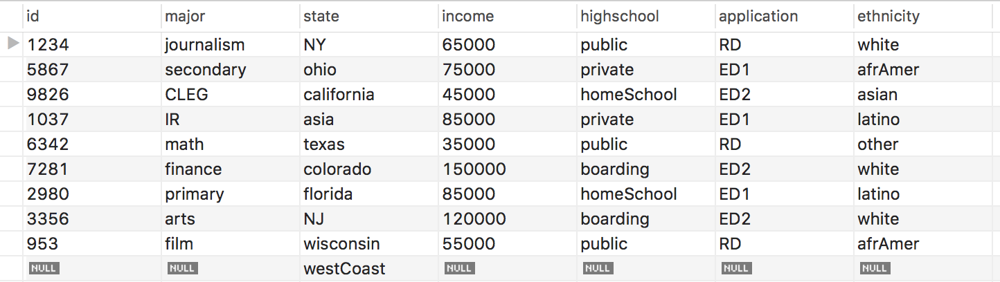 id major state income highschool application ethnicity
1234 journalism NY 65000 public RD white
5867 secondary ohio 75000 private ED1 afrAmer
9826 CLEG california 45000 homeSchool ED2 asian
1037 IR asia 85000 private ED1 latino
6342 math texas 35000 public RD other
7281 finance colorado 150000 boarding ED2 white
2980 primary florida 85000 homeSchool ED1 latino
3356 arts NJ 120000 boarding ED2 white
953 film wisconsin 55000 public RD afrAmer
NULL NULL westCoast NULL NULL NULL NULL